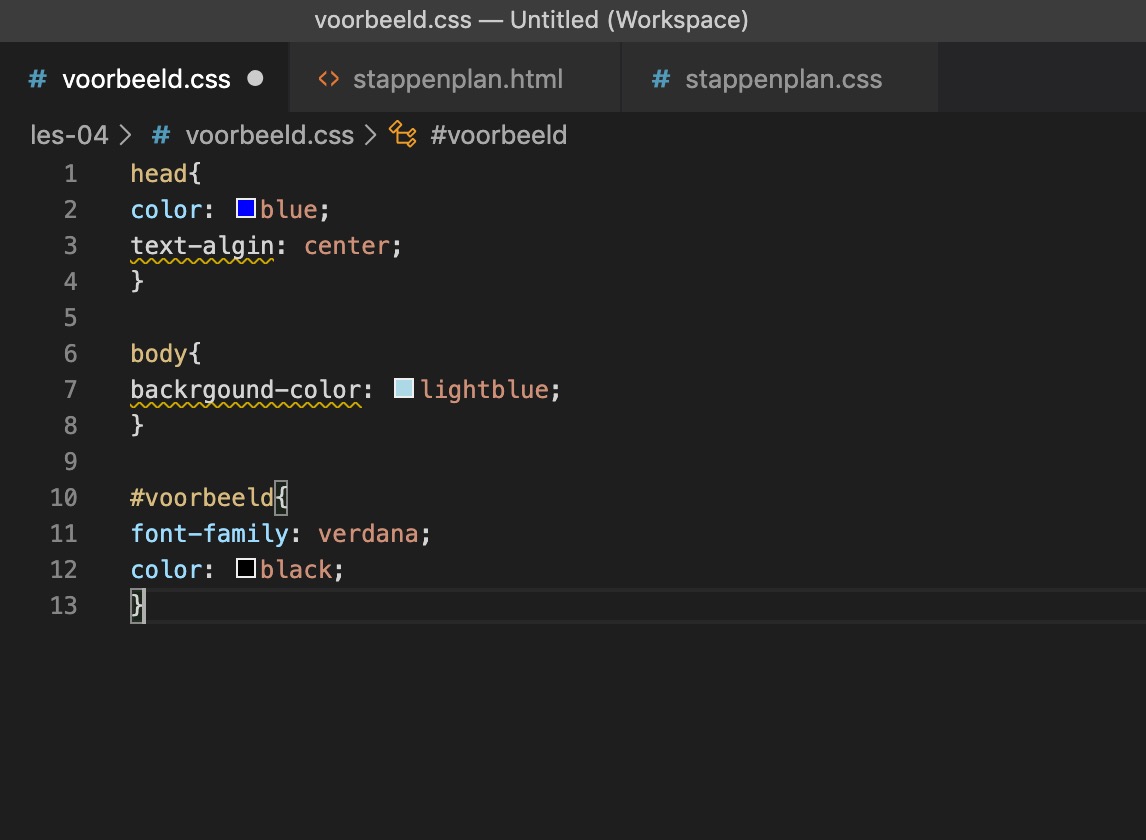 voorbeeld.css — Untitled (Workspace)
# voorbeeld.css ● <> stappenplan.html # stappenplan.css
les-04 > # voorbeeld.css > #voorbeeld
1 head{
2 color: blue;
3 text-algin: center;
4 }
5
6 body{
7 backrgound-color: lightblue;
8 }
9
10 #voorbeeld{
11 font-family: verdana;
12 color: black;
13 }